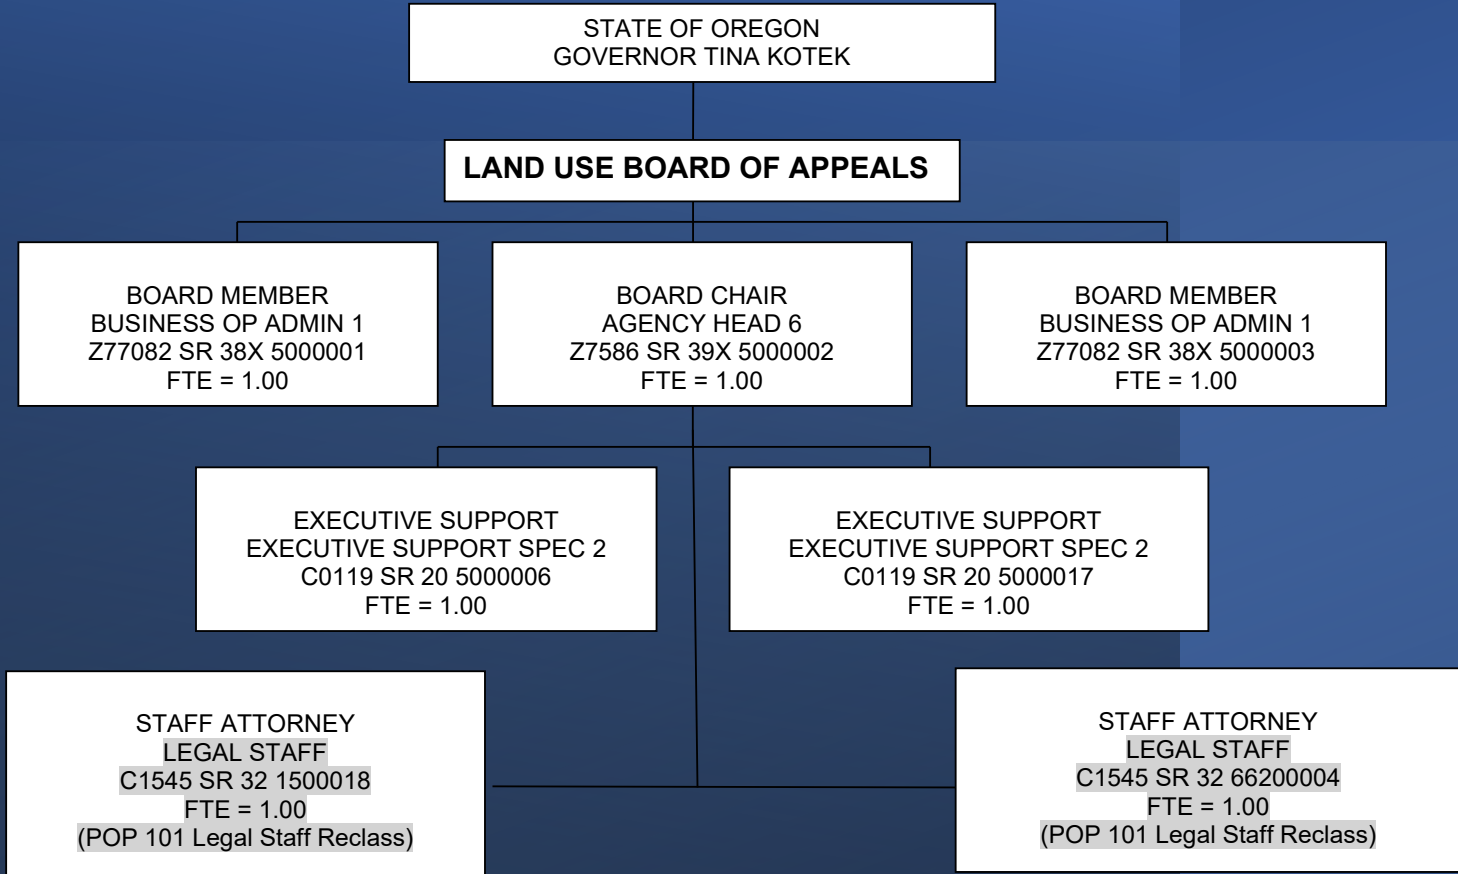 STATE OF OREGON
GOVERNOR TINA KOTEK
LAND USE BOARD OF APPEALS
BOARD MEMBER
BUSINESS OP ADMIN 1
Z77082 SR 38X 5000001
FTE = 1.00
BOARD CHAIR
AGENCY HEAD 6
Z7586 SR 39X 5000002
FTE = 1.00
BOARD MEMBER
BUSINESS OP ADMIN 1
Z77082 SR 38X 5000003
FTE = 1.00
EXECUTIVE SUPPORT
EXECUTIVE SUPPORT SPEC 2
C0119 SR 20 5000006
FTE = 1.00
EXECUTIVE SUPPORT
EXECUTIVE SUPPORT SPEC 2
C0119 SR 20 5000017
FTE = 1.00
STAFF ATTORNEY
LEGAL STAFF
C1545 SR 32 1500018
FTE = 1.00
(POP 101 Legal Staff Reclass)
STAFF ATTORNEY
LEGAL STAFF
C1545 SR 32 66200004
FTE = 1.00
(POP 101 Legal Staff Reclass)